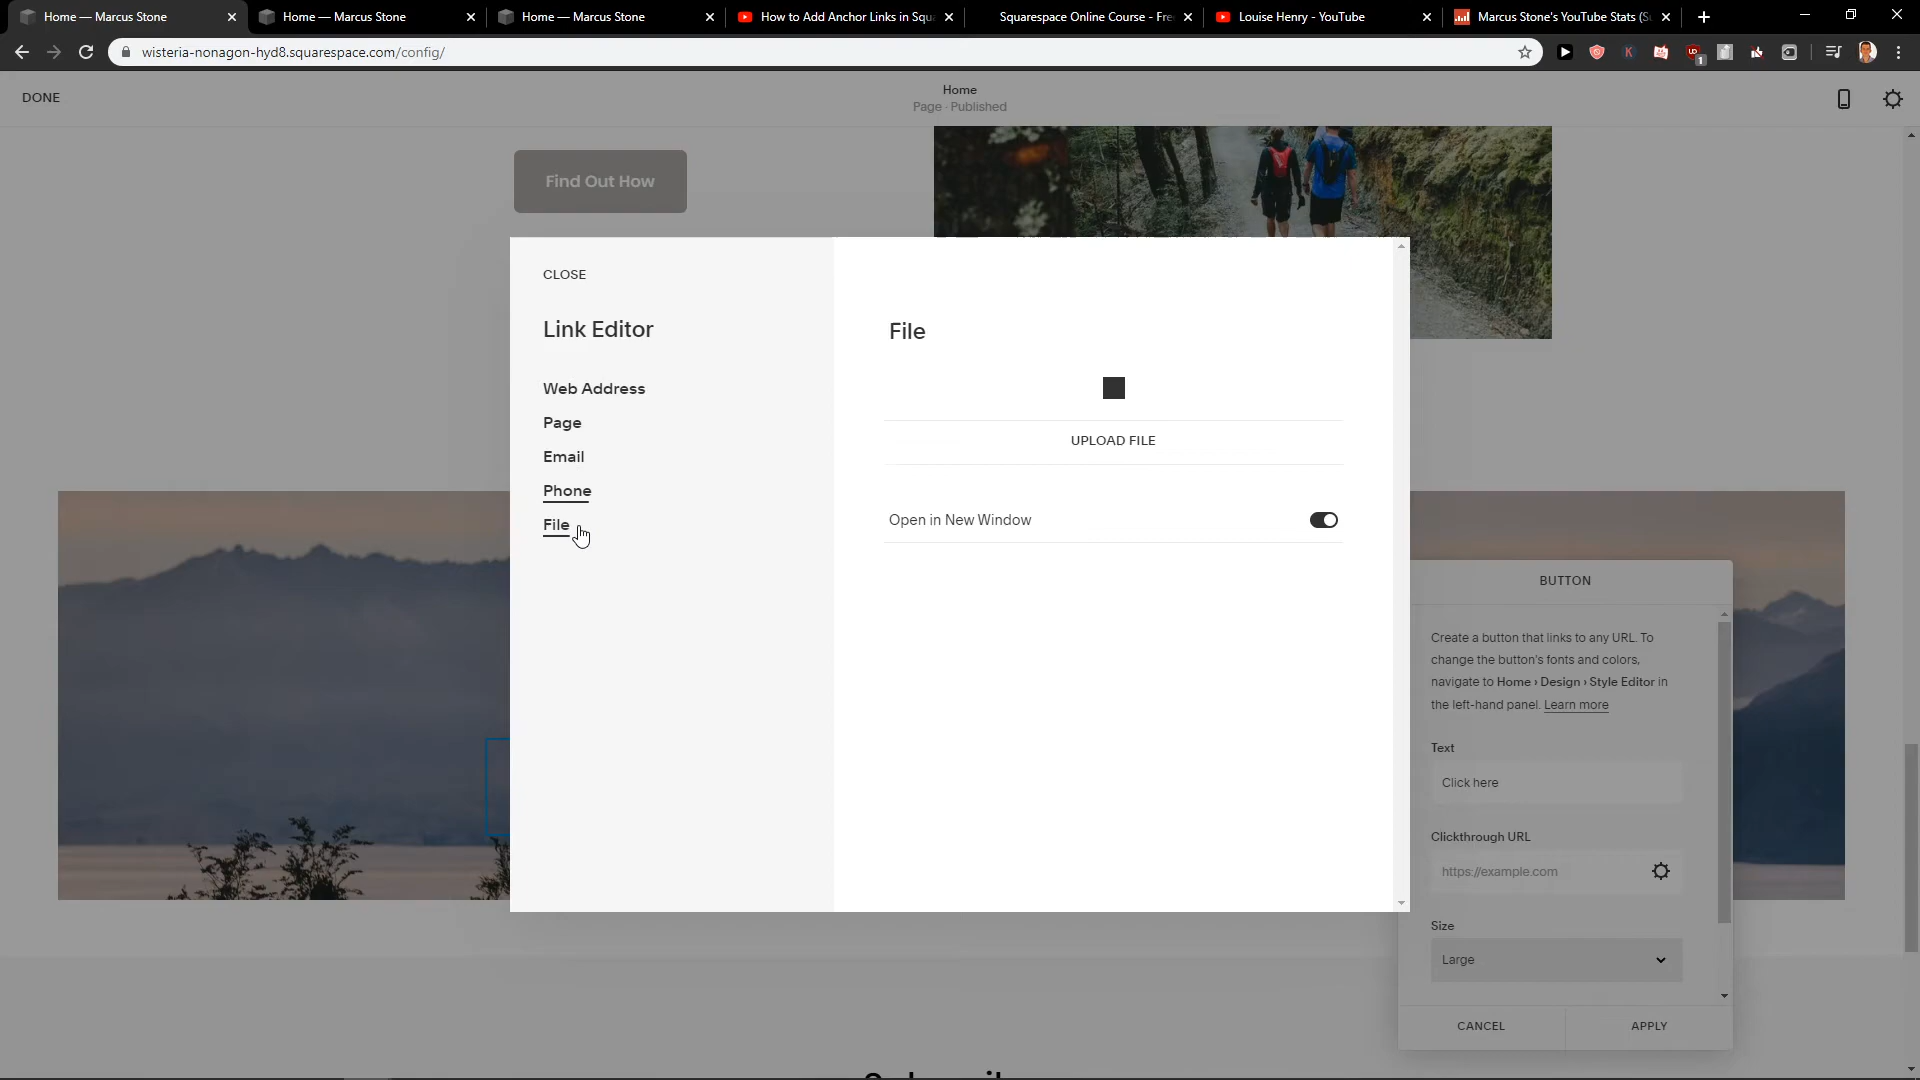 Home — Marcus Stone
Home — Marcus Stone
Home — Marcus Stone
How to Add Anchor Links in Squa
Squarespace Online Course - Fre
Louise Henry - YouTube
Marcus Stone's YouTube Stats (S
wisteria-nonagon-hyd8.squarespace.com/config/
1
DONE
Home
Page · Published
Find Out How
CLOSE
Link Editor
Web Address
Page
Email
Phone
File
File
UPLOAD FILE
Open in New Window
BUTTON
Create a button that links to any URL. To
change the button's fonts and colors,
navigate to Home › Design › Style Editor in
the left-hand panel. Learn more
Text
Click here
Clickthrough URL
https://example.com
Size
Large
CANCEL
APPLY